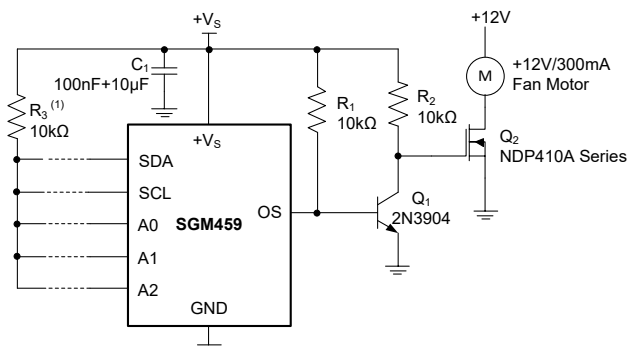 +VS
+12V
C1
100nF+10μF
M
+12V/300mA
Fan Motor
R3 (1)
10kΩ
R1
10kΩ
R2
10kΩ
+VS
Q2
NDP410A Series
SDA
SCL
A0
SGM459
OS
Q1
2N3904
A1
A2
GND